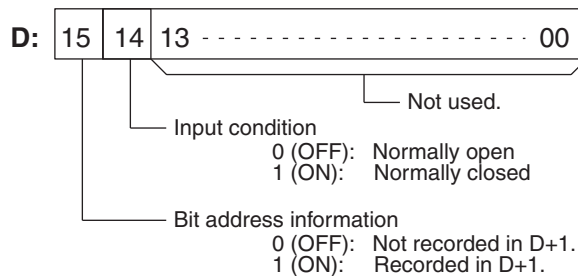 D: 15 14 13 - - - - - - - - - - - - - - - - - - - - - - - 00
Not used.
Input condition
0 (OFF): Normally open
1 (ON): Normally closed
Bit address information
0 (OFF): Not recorded in D+1.
1 (ON): Recorded in D+1.